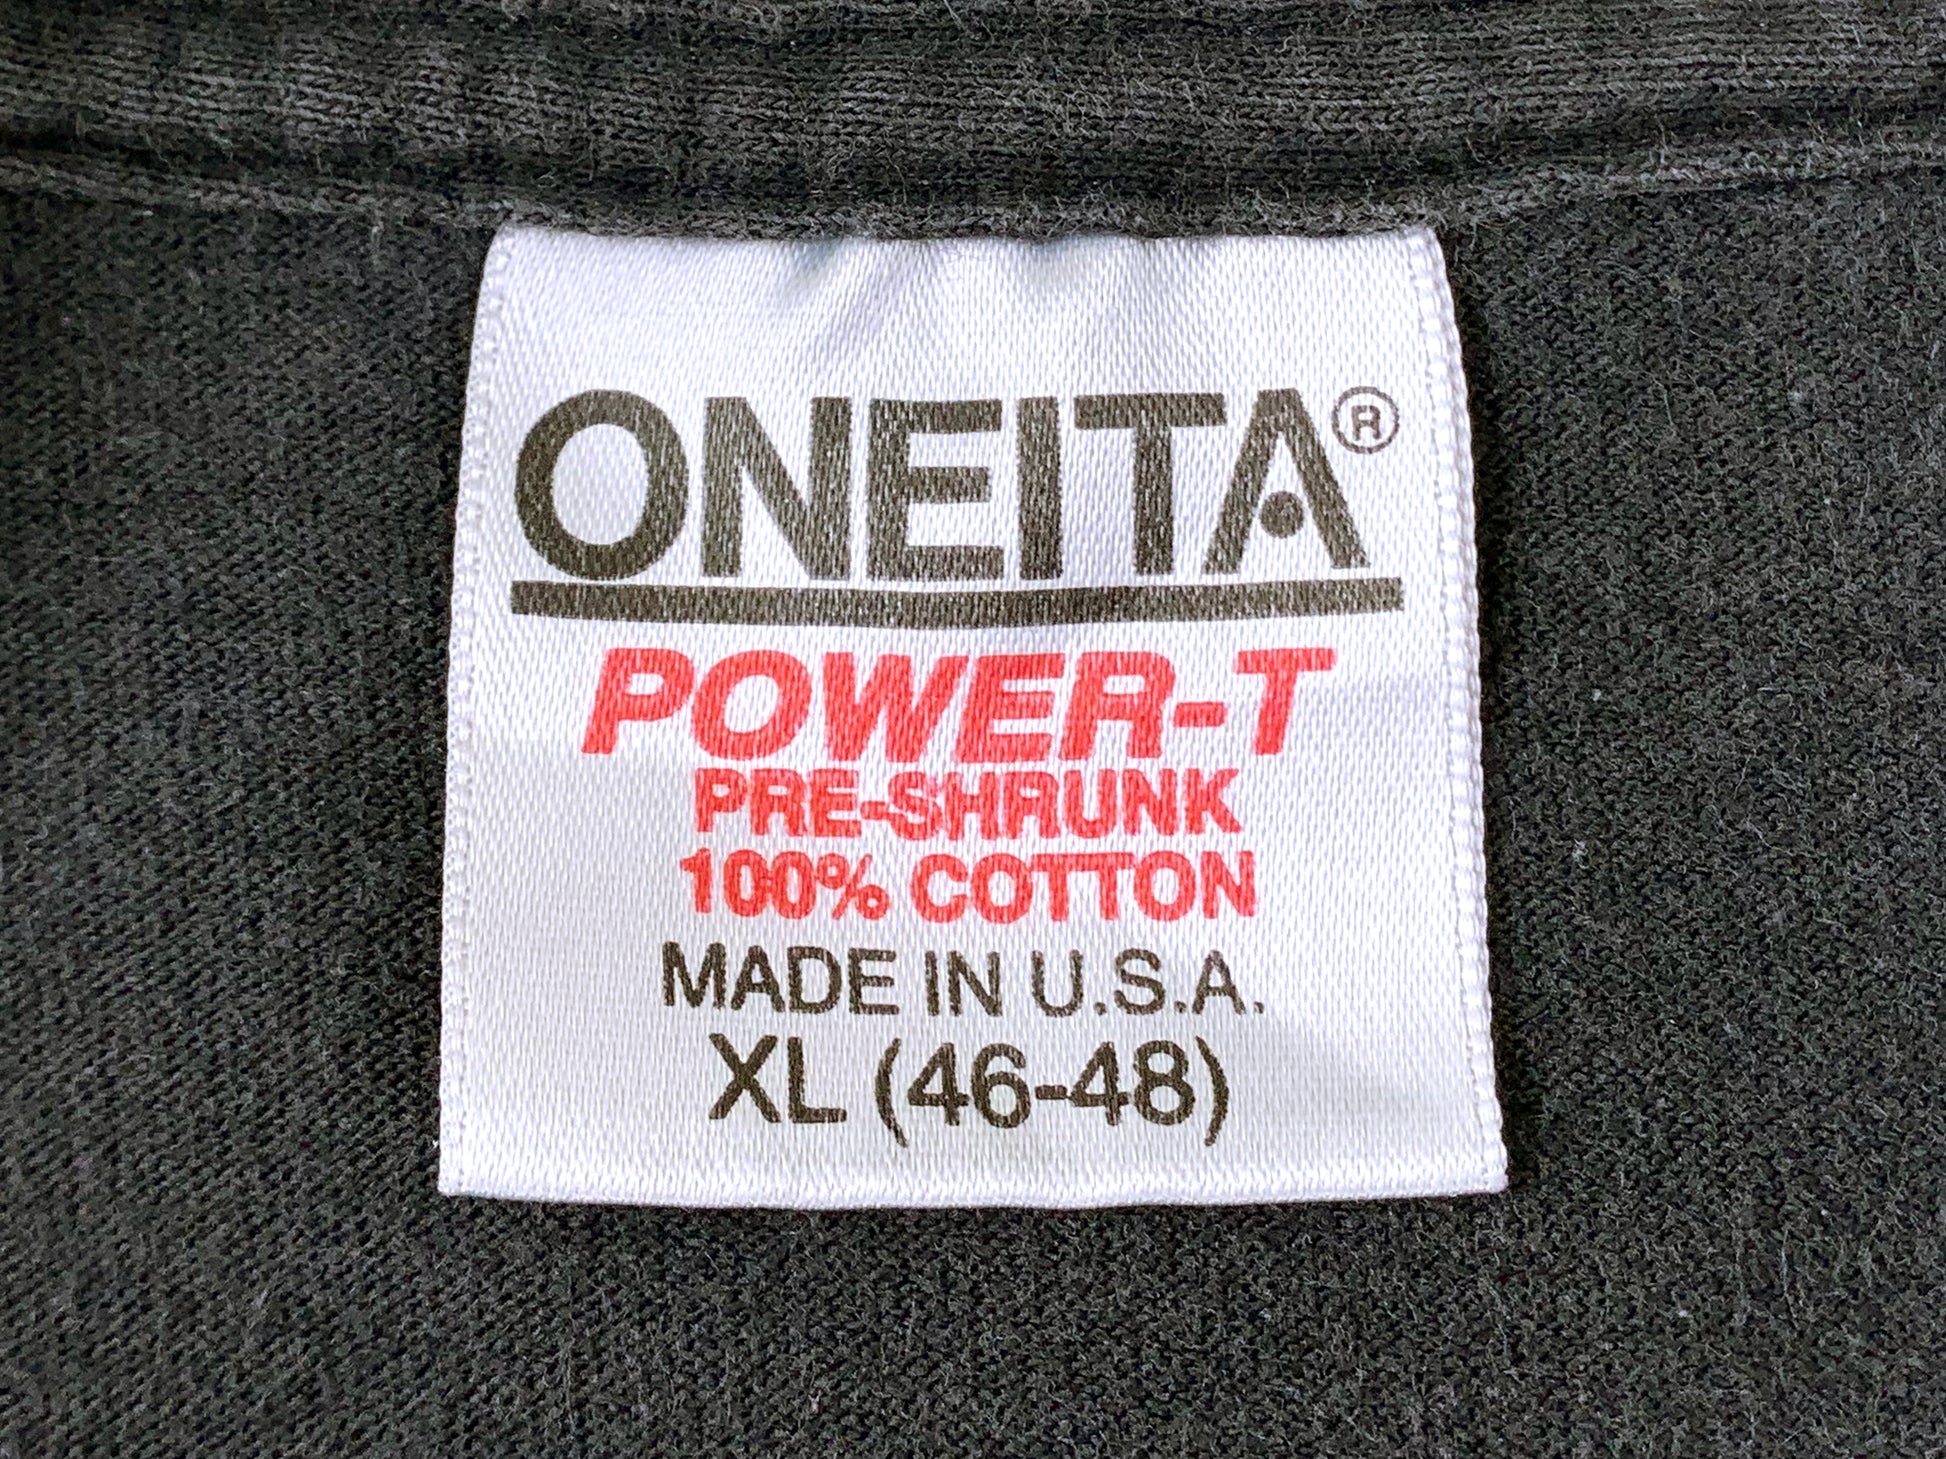 ONEITA®
POWER-T
PRE-SHRUNK
100% COTTON
MADE IN U.S.A.
XL (46-48)